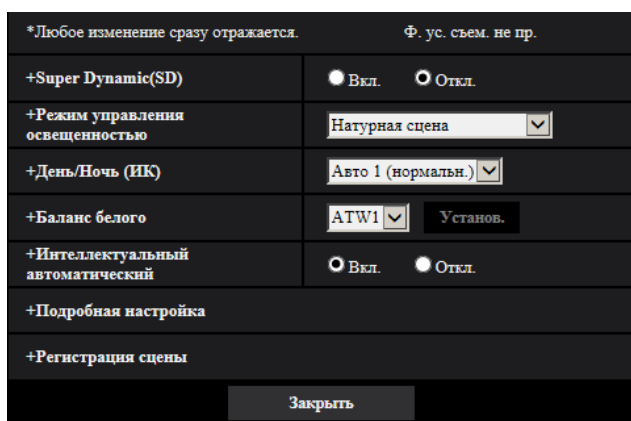 *Любое изменение сразу отражается. Ф. ус. съем. не пр.
+Super Dynamic(SD) Вкл. Откл.
+Режим управления
освещенностью
Натурная сцена
+День/Ночь (ИК) Авто 1 (нормальн.)
+Баланс белого ATW1 Установ.
+Интеллектуальный
автоматический
Вкл. Откл.
+Подробная настройка
+Регистрация сцены
Закрыть